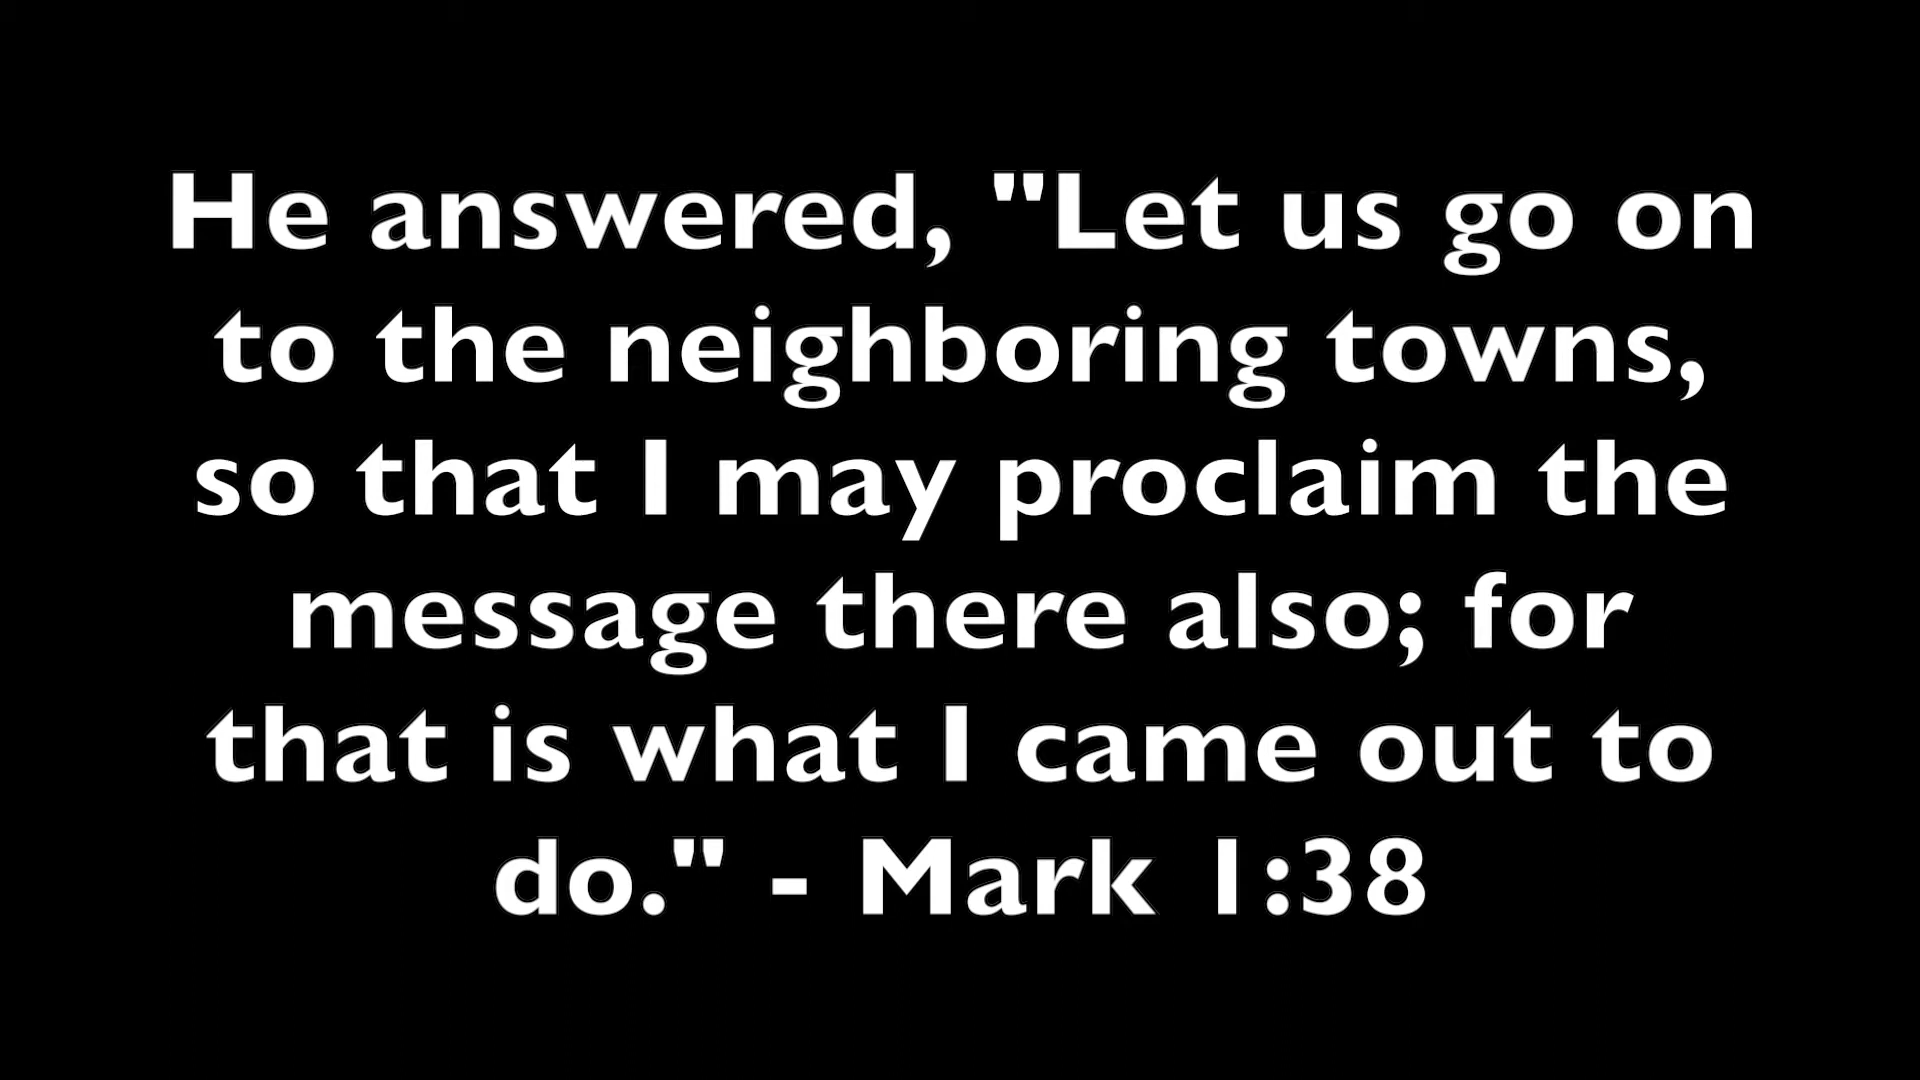 He answered, "Let us go on
to the neighboring towns,
so that I may proclaim the
message there also; for
that is what I came out to
do." - Mark 1:38